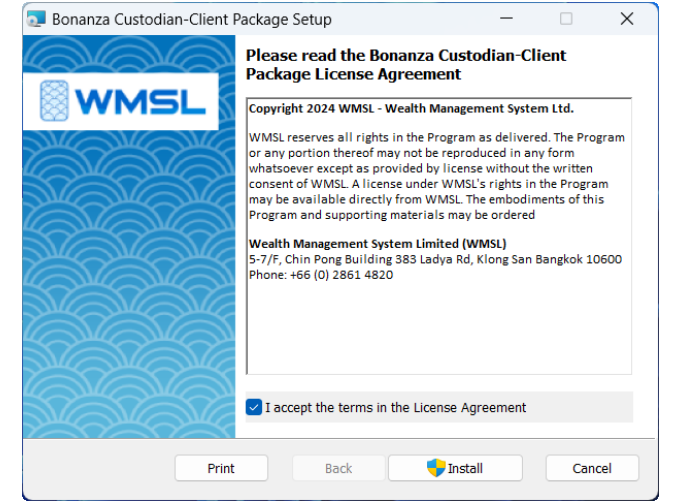 Bonanza Custodian-Client Package Setup
WMSL
Please read the Bonanza Custodian-Client
Package License Agreement
Copyright 2024 WMSL - Wealth Management System Ltd.
WMSL reserves all rights in the Program as delivered. The Program
or any portion thereof may not be reproduced in any form
whatsoever except as provided by license without the written
consent of WMSL. A license under WMSL's rights in the Program
may be available directly from WMSL. The embodiments of this
Program and supporting materials may be ordered
Wealth Management System Limited (WMSL)
5-7/F, Chin Pong Building 383 Ladya Rd, Klong San Bangkok 10600
Phone: +66 (0) 2861 4820
I accept the terms in the License Agreement
Print
Back
Install
Cancel